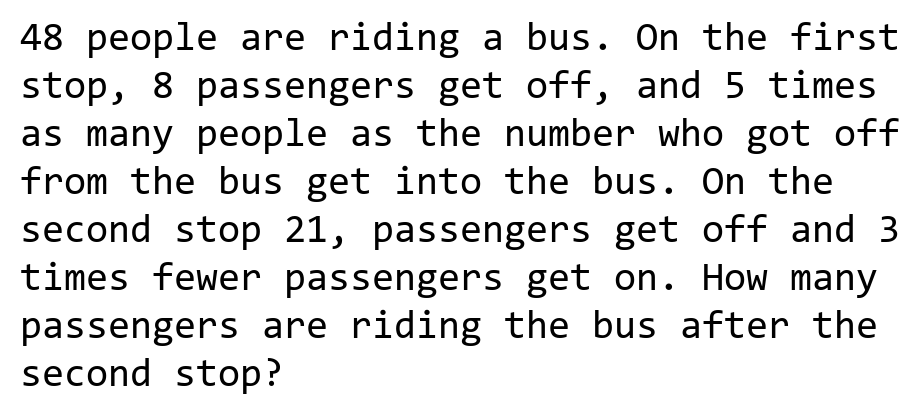 48 people are riding a bus. On the first
stop, 8 passengers get off, and 5 times
as many people as the number who got off
from the bus get into the bus. On the
second stop 21, passengers get off and 3
times fewer passengers get on. How many
passengers are riding the bus after the
second stop?